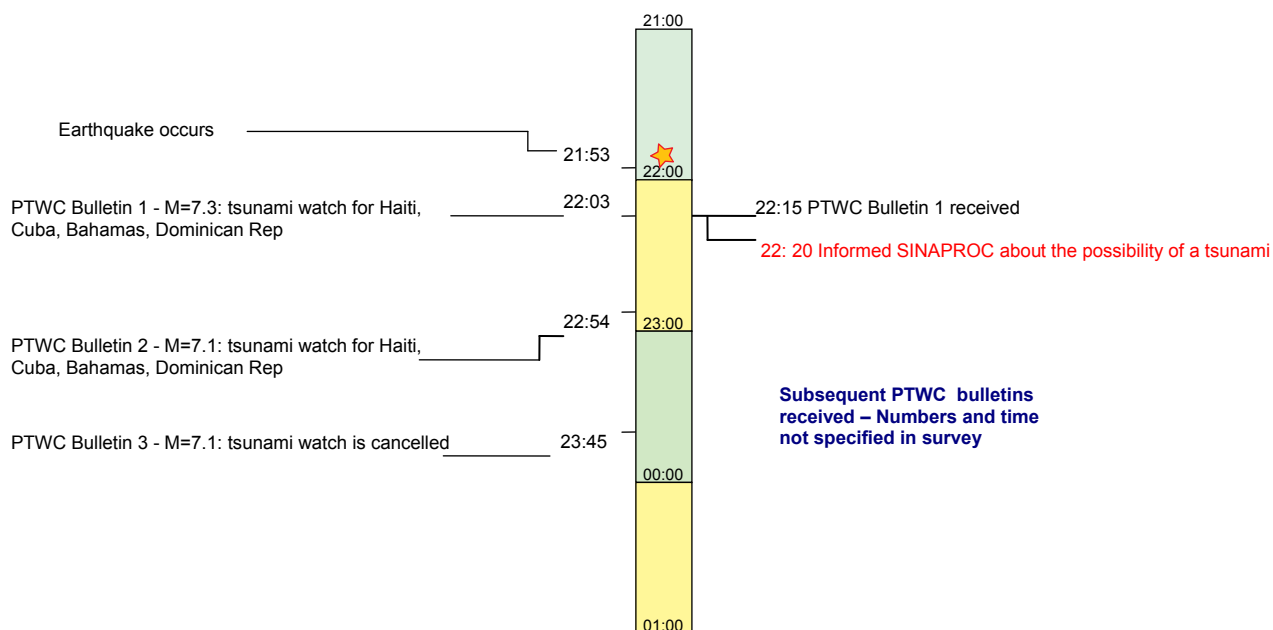 21:00
Earthquake occurs
21:53
22:00
PTWC Bulletin 1 - M=7.3: tsunami watch for Haiti,
Cuba, Bahamas, Dominican Rep
22:03
22:15 PTWC Bulletin 1 received
22: 20 Informed SINAPROC about the possibility of a tsunami
22:54
23:00
PTWC Bulletin 2 - M=7.1: tsunami watch for Haiti,
Cuba, Bahamas, Dominican Rep
Subsequent PTWC bulletins
received – Numbers and time
not specified in survey
PTWC Bulletin 3 - M=7.1: tsunami watch is cancelled
23:45
00:00
01:00